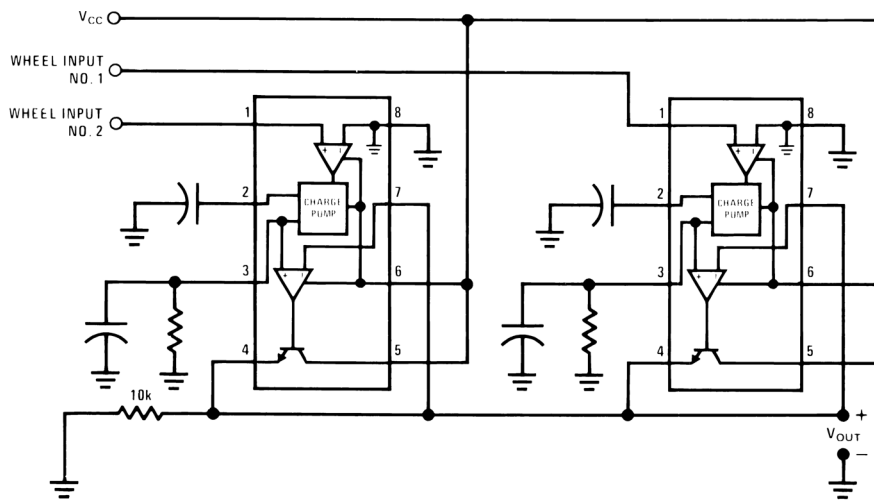 VCC
WHEEL INPUT
NO. 1
WHEEL INPUT
NO. 2
1
8
2
CHARGE
PUMP
7
3
6
4
5
10k
1
8
2
CHARGE
PUMP
7
3
6
4
5
+
VOUT
−